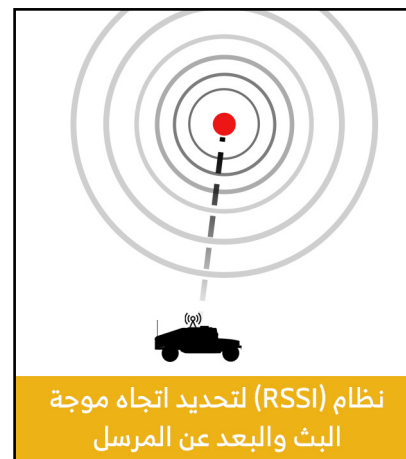 نظام (RSSI) لتحديد اتجاه موجة
البث والبعد عن المرسل